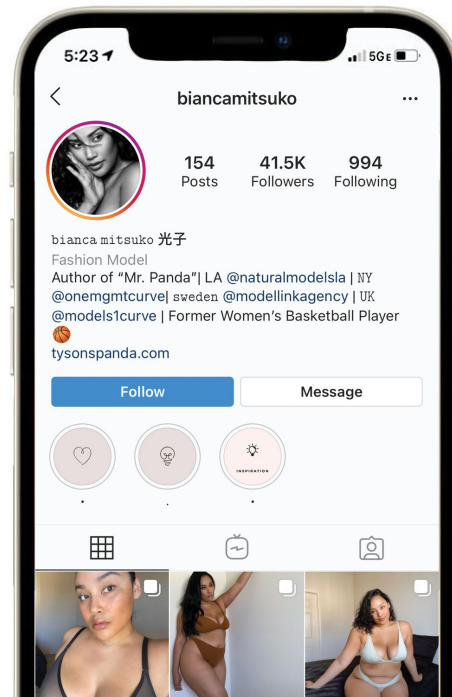 5:23
5GE
biancamitsuko
154
41.5K
994
Posts
Followers
Following
bianca mitsuko 光子
Fashion Model
Author of “Mr. Panda”| LA @naturalmodelsla | NY
@onemgmtcurve| sweden @modellinkagency | UK
@models1curve | Former Women’s Basketball Player
tysonspanda.com
Follow
Message
INSPIRATION